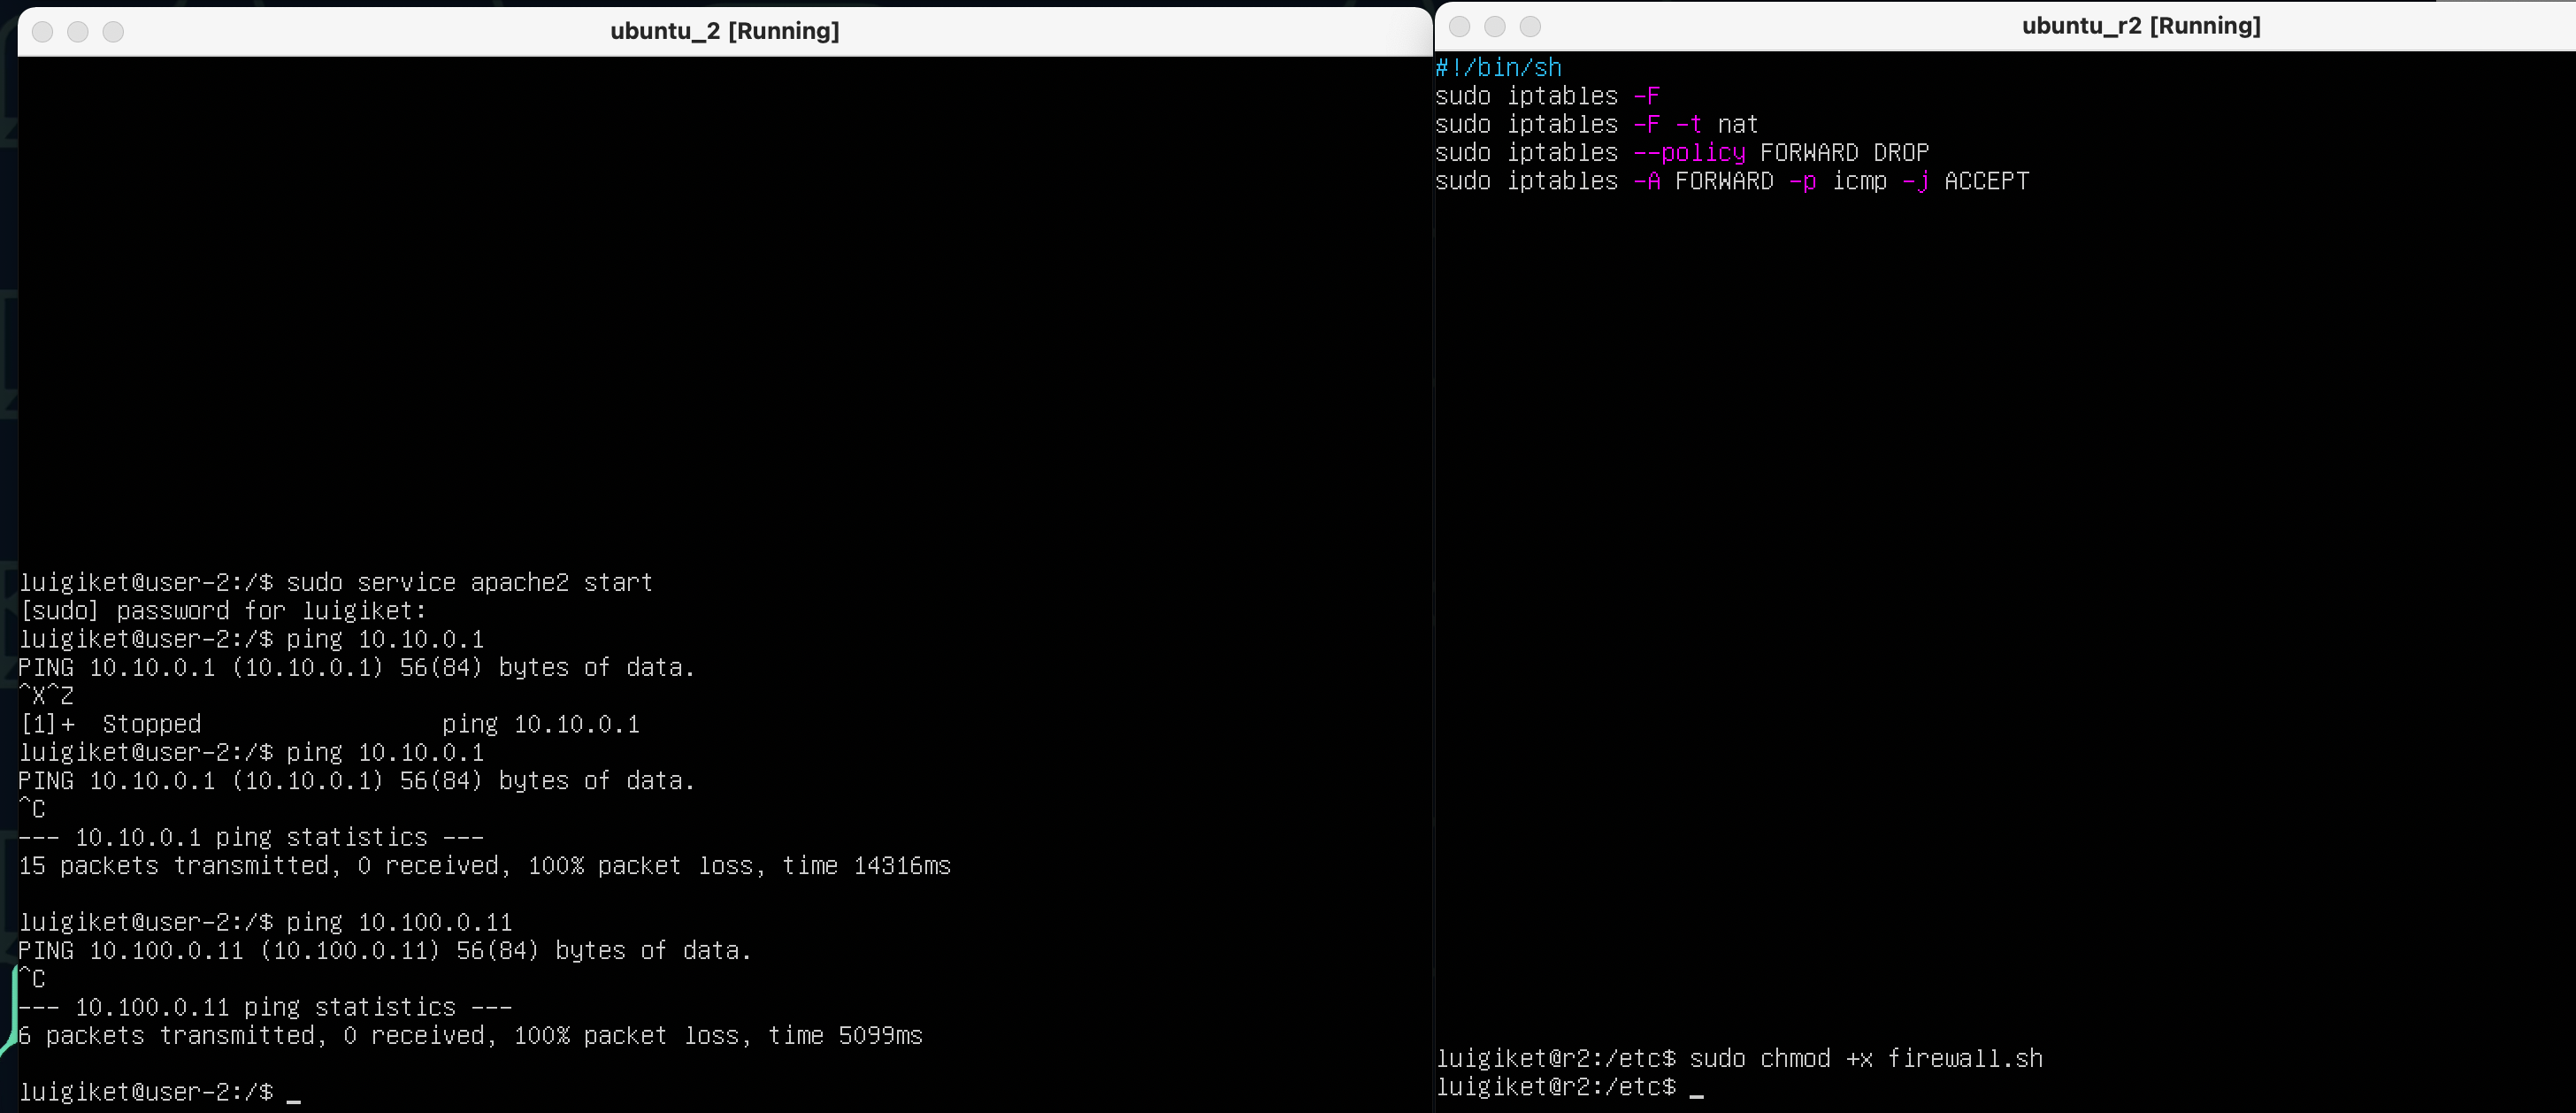 ubuntu_2 [Running]
luigiket@user-2:/$ sudo service apache2 start
[sudo] password for luigiket:
luigiket@user-2:/$ ping 10.10.0.1
PING 10.10.0.1 (10.10.0.1) 56(84) bytes of data.
^X^Z
[1]+  Stopped                 ping 10.10.0.1
luigiket@user-2:/$ ping 10.10.0.1
PING 10.10.0.1 (10.10.0.1) 56(84) bytes of data.
^C
--- 10.10.0.1 ping statistics ---
15 packets transmitted, 0 received, 100% packet loss, time 14316ms
luigiket@user-2:/$ ping 10.100.0.11
PING 10.100.0.11 (10.100.0.11) 56(84) bytes of data.
^C
--- 10.100.0.11 ping statistics ---
6 packets transmitted, 0 received, 100% packet loss, time 5099ms
luigiket@user-2:/$ _
ubuntu_r2 [Running]
#!/bin/sh
sudo iptables -F
sudo iptables -F -t nat
sudo iptables --policy FORWARD DROP
sudo iptables -A FORWARD -p icmp -j ACCEPT
luigiket@r2:/etc$ sudo chmod +x firewall.sh
luigiket@r2:/etc$ _